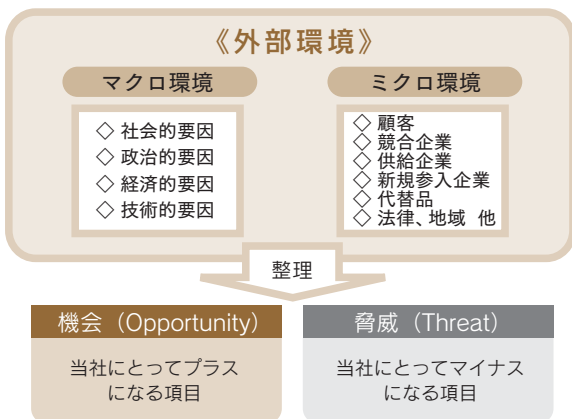 《外部環境》
マクロ環境
◇ 社会的要因
◇ 政治的要因
◇ 経済的要因
◇ 技術的要因
ミクロ環境
◇ 顧客
◇ 競合企業
◇ 供給企業
◇ 新規参入企業
◇ 代替品
◇ 法律、地域 他
整理
機会（Opportunity）
当社にとってプラス
になる項目
脅威（Threat）
当社にとってマイナス
になる項目